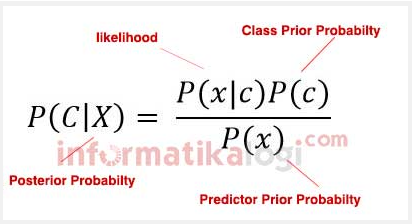 likelihood
Class Prior Probabilty
P(C|X) = P(x|c)P(c) / P(x)
informatikalogi.com
Posterior Probabilty
Predictor Prior Probabilty